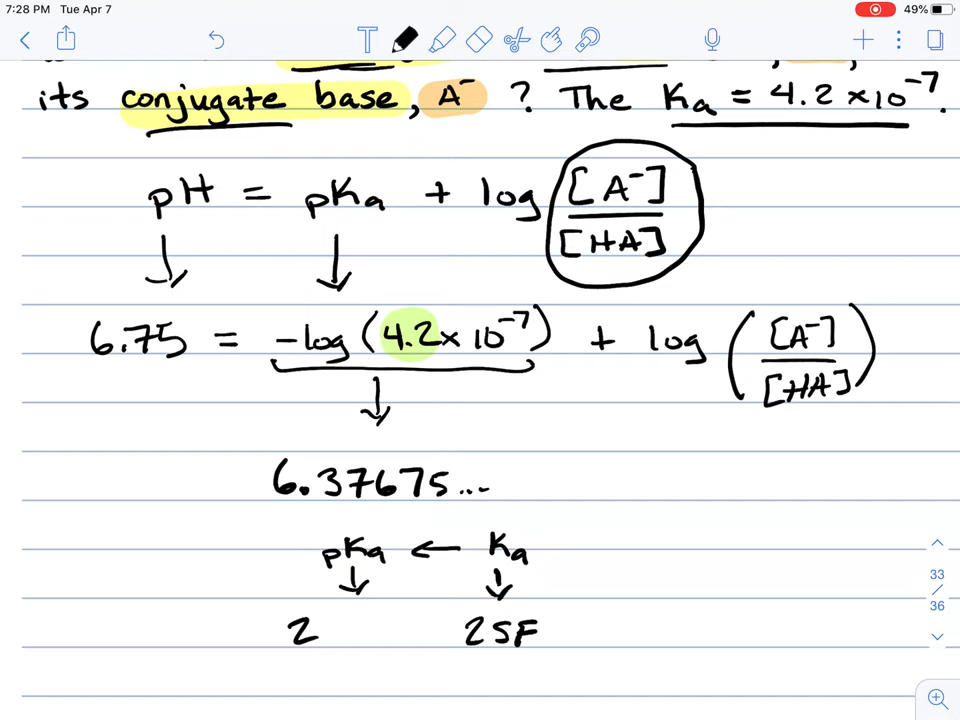 7:28 PM Tue Apr 7 49%
T
its conjugate base, A⁻ ? The Ka = 4.2 x 10⁻⁷.
pH = pKa + log [A⁻]/[HA]
6.75 = -log (4.2 x 10⁻⁷) + log ([A⁻]/[HA])
6.37675...
pKa ← Ka
2 2SF
33
/
36